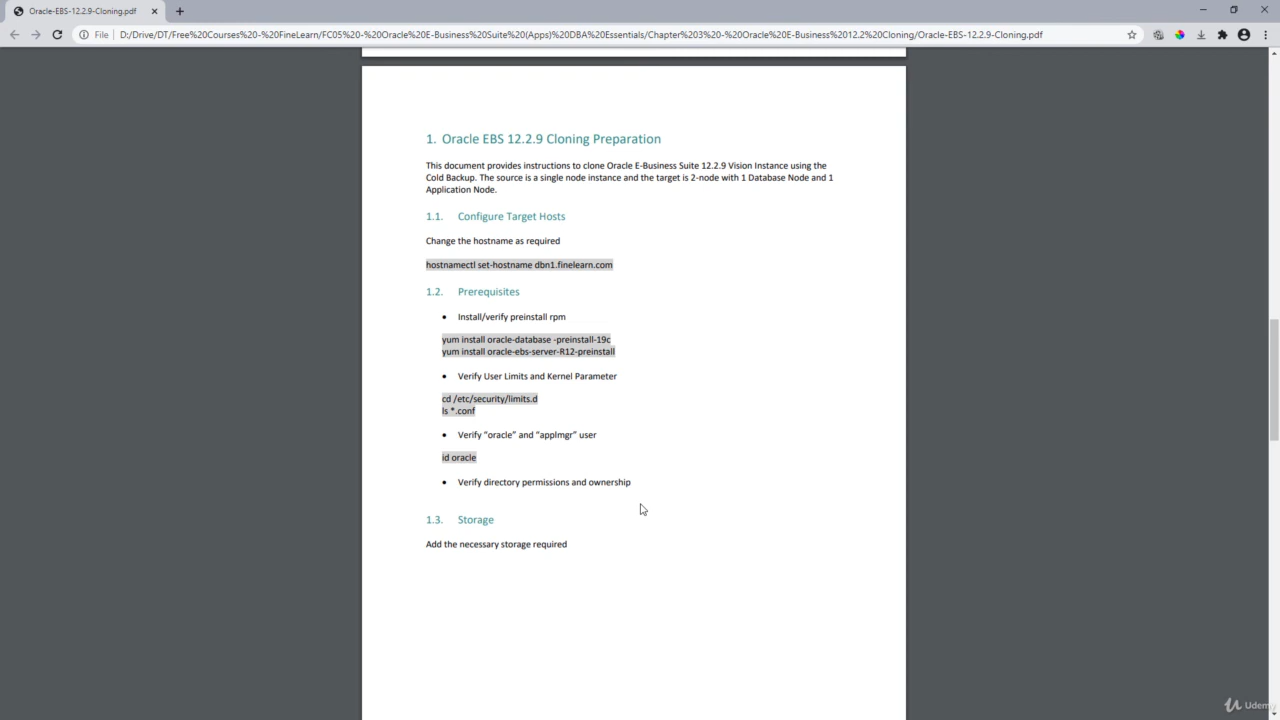 Oracle-EBS-12.2.9-Cloning.pdf
File D:/Drive/DT/Free%20Courses%20-%20FineLearn/FC05%20-%20Oracle%20E-Business%20Suite%20(Apps)%20DBA%20Essentials/Chapter%203%20-%20Oracle%20E-Business%2012.2%20Cloning/Oracle-EBS-12.2.9-Cloning.pdf
1. Oracle EBS 12.2.9 Cloning Preparation
This document provides instructions to clone Oracle E-Business Suite 12.2.9 Vision Instance using the
Cold Backup. The source is a single node instance and the target is 2-node with 1 Database Node and 1
Application Node.
1.1. Configure Target Hosts
Change the hostname as required
hostnamectl set-hostname dbn1.finelearn.com
1.2. Prerequisites
• Install/verify preinstall rpm
yum install oracle-database -preinstall-19c
yum install oracle-ebs-server-R12-preinstall
• Verify User Limits and Kernel Parameter
cd /etc/security/limits.d
ls *.conf
• Verify “oracle” and “applmgr” user
id oracle
• Verify directory permissions and ownership
1.3. Storage
Add the necessary storage required
Udemy